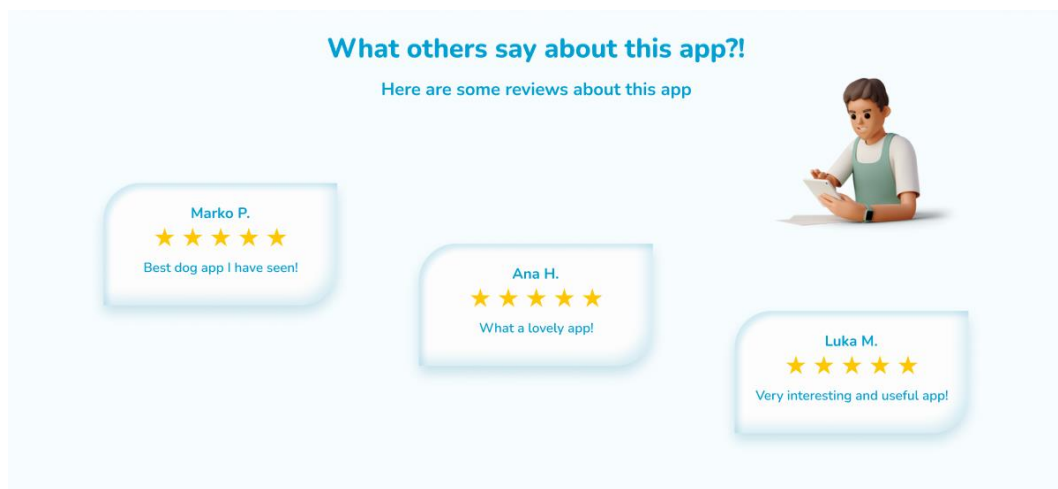 What others say about this app?!
Here are some reviews about this app
Marko P.
Best dog app I have seen!
Ana H.
What a lovely app!
Luka M.
Very interesting and useful app!